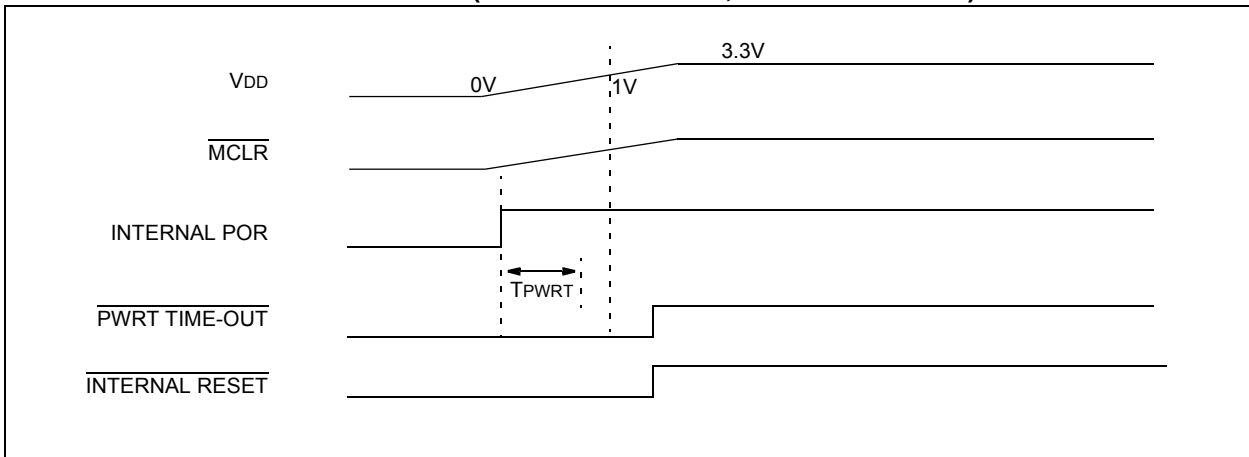 3.3V
VDD
0V
1V
MCLR
INTERNAL POR
TPWRT
PWRT TIME-OUT
INTERNAL RESET